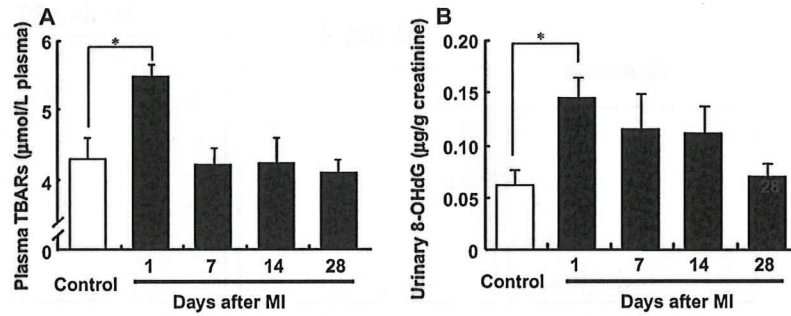 A
Plasma TBARs (μmol/L plasma)
*
6
5
4
0
Control
1 7 14 28
Days after MI
B
Urinary 8-OHdG (μg/g creatinine)
*
0.20
0.15
0.10
0.05
0
28
Control
1 7 14 28
Days after MI